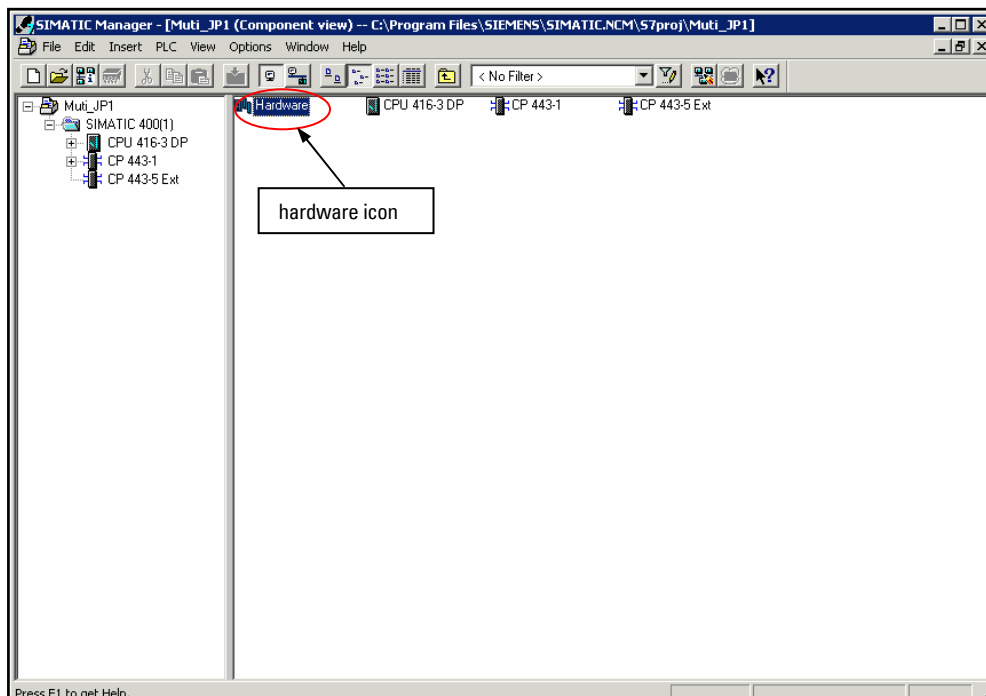 SIMATIC Manager - [Muti_JP1 (Component view) -- C:\Program Files\SIEMENS\SIMATIC.NCM\S7proj\Muti_JP1]
File Edit Insert PLC View Options Window Help
< No Filter >
Muti_JP1
SIMATIC 400(1)
CPU 416-3 DP
CP 443-1
CP 443-5 Ext
Hardware CPU 416-3 DP CP 443-1 CP 443-5 Ext
hardware icon
Press F1 to get Help.